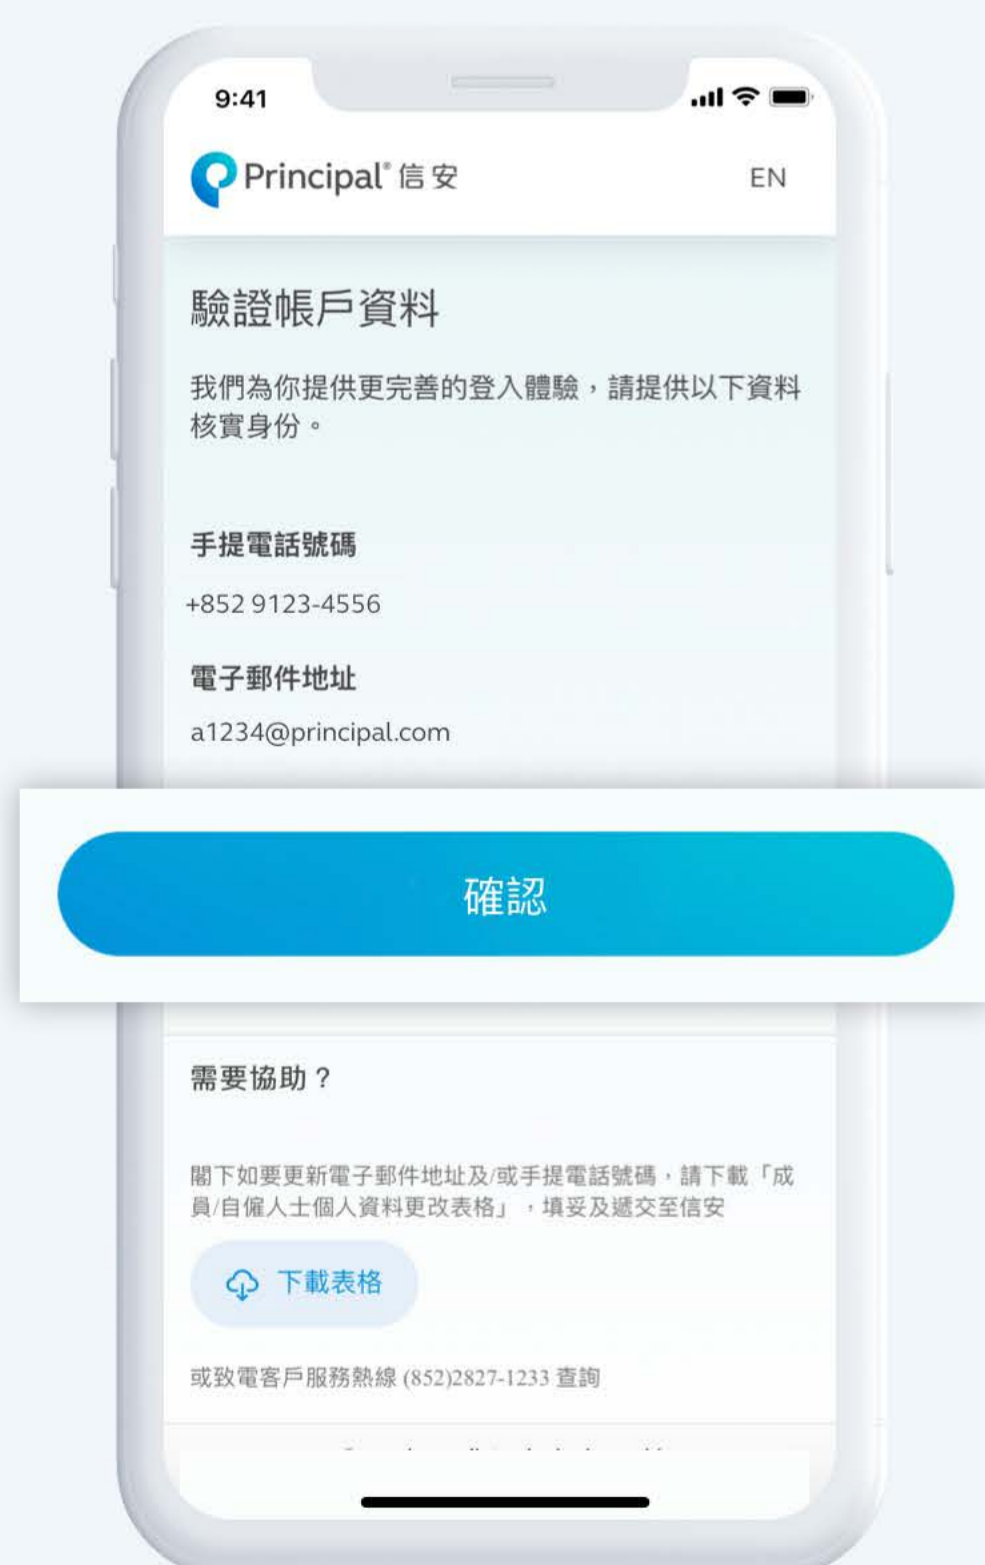 9:41
Principal® 信安
EN
驗證帳戶資料
我們為你提供更完善的登入體驗，請提供以下資料
核實身份。
手提電話號碼
+852 9123-4556
電子郵件地址
a1234@principal.com
確認
需要協助？
閣下如要更新電子郵件地址及/或手提電話號碼，請下載「成
員/自僱人士個人資料更改表格」，填妥及遞交至信安
下載表格
或致電客戶服務熱線 (852)2827-1233 查詢